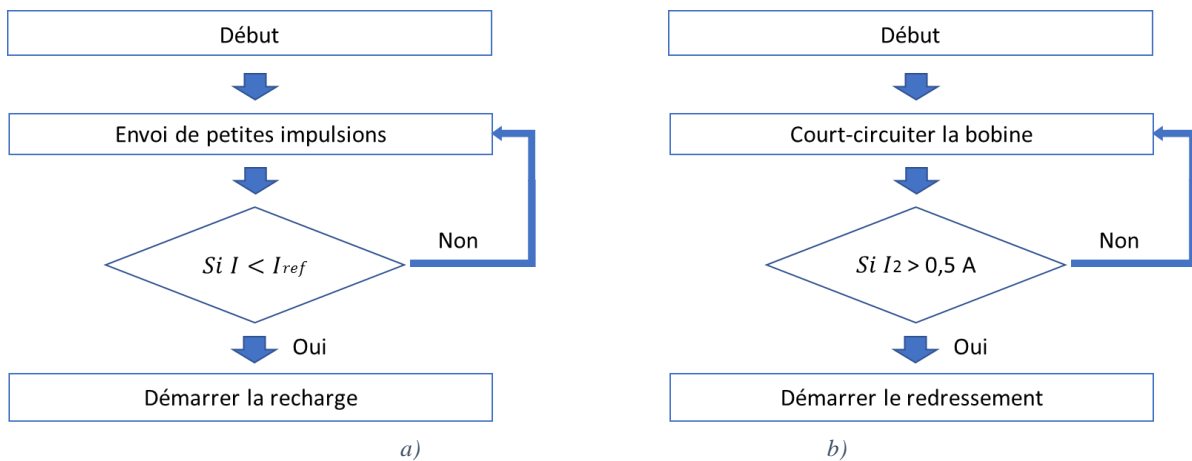 Début
Envoi de petites impulsions
Non
Si I < Iref
Oui
Démarrer la recharge
a)
Début
Court-circuiter la bobine
Non
Si I2 > 0,5 A
Oui
Démarrer le redressement
b)